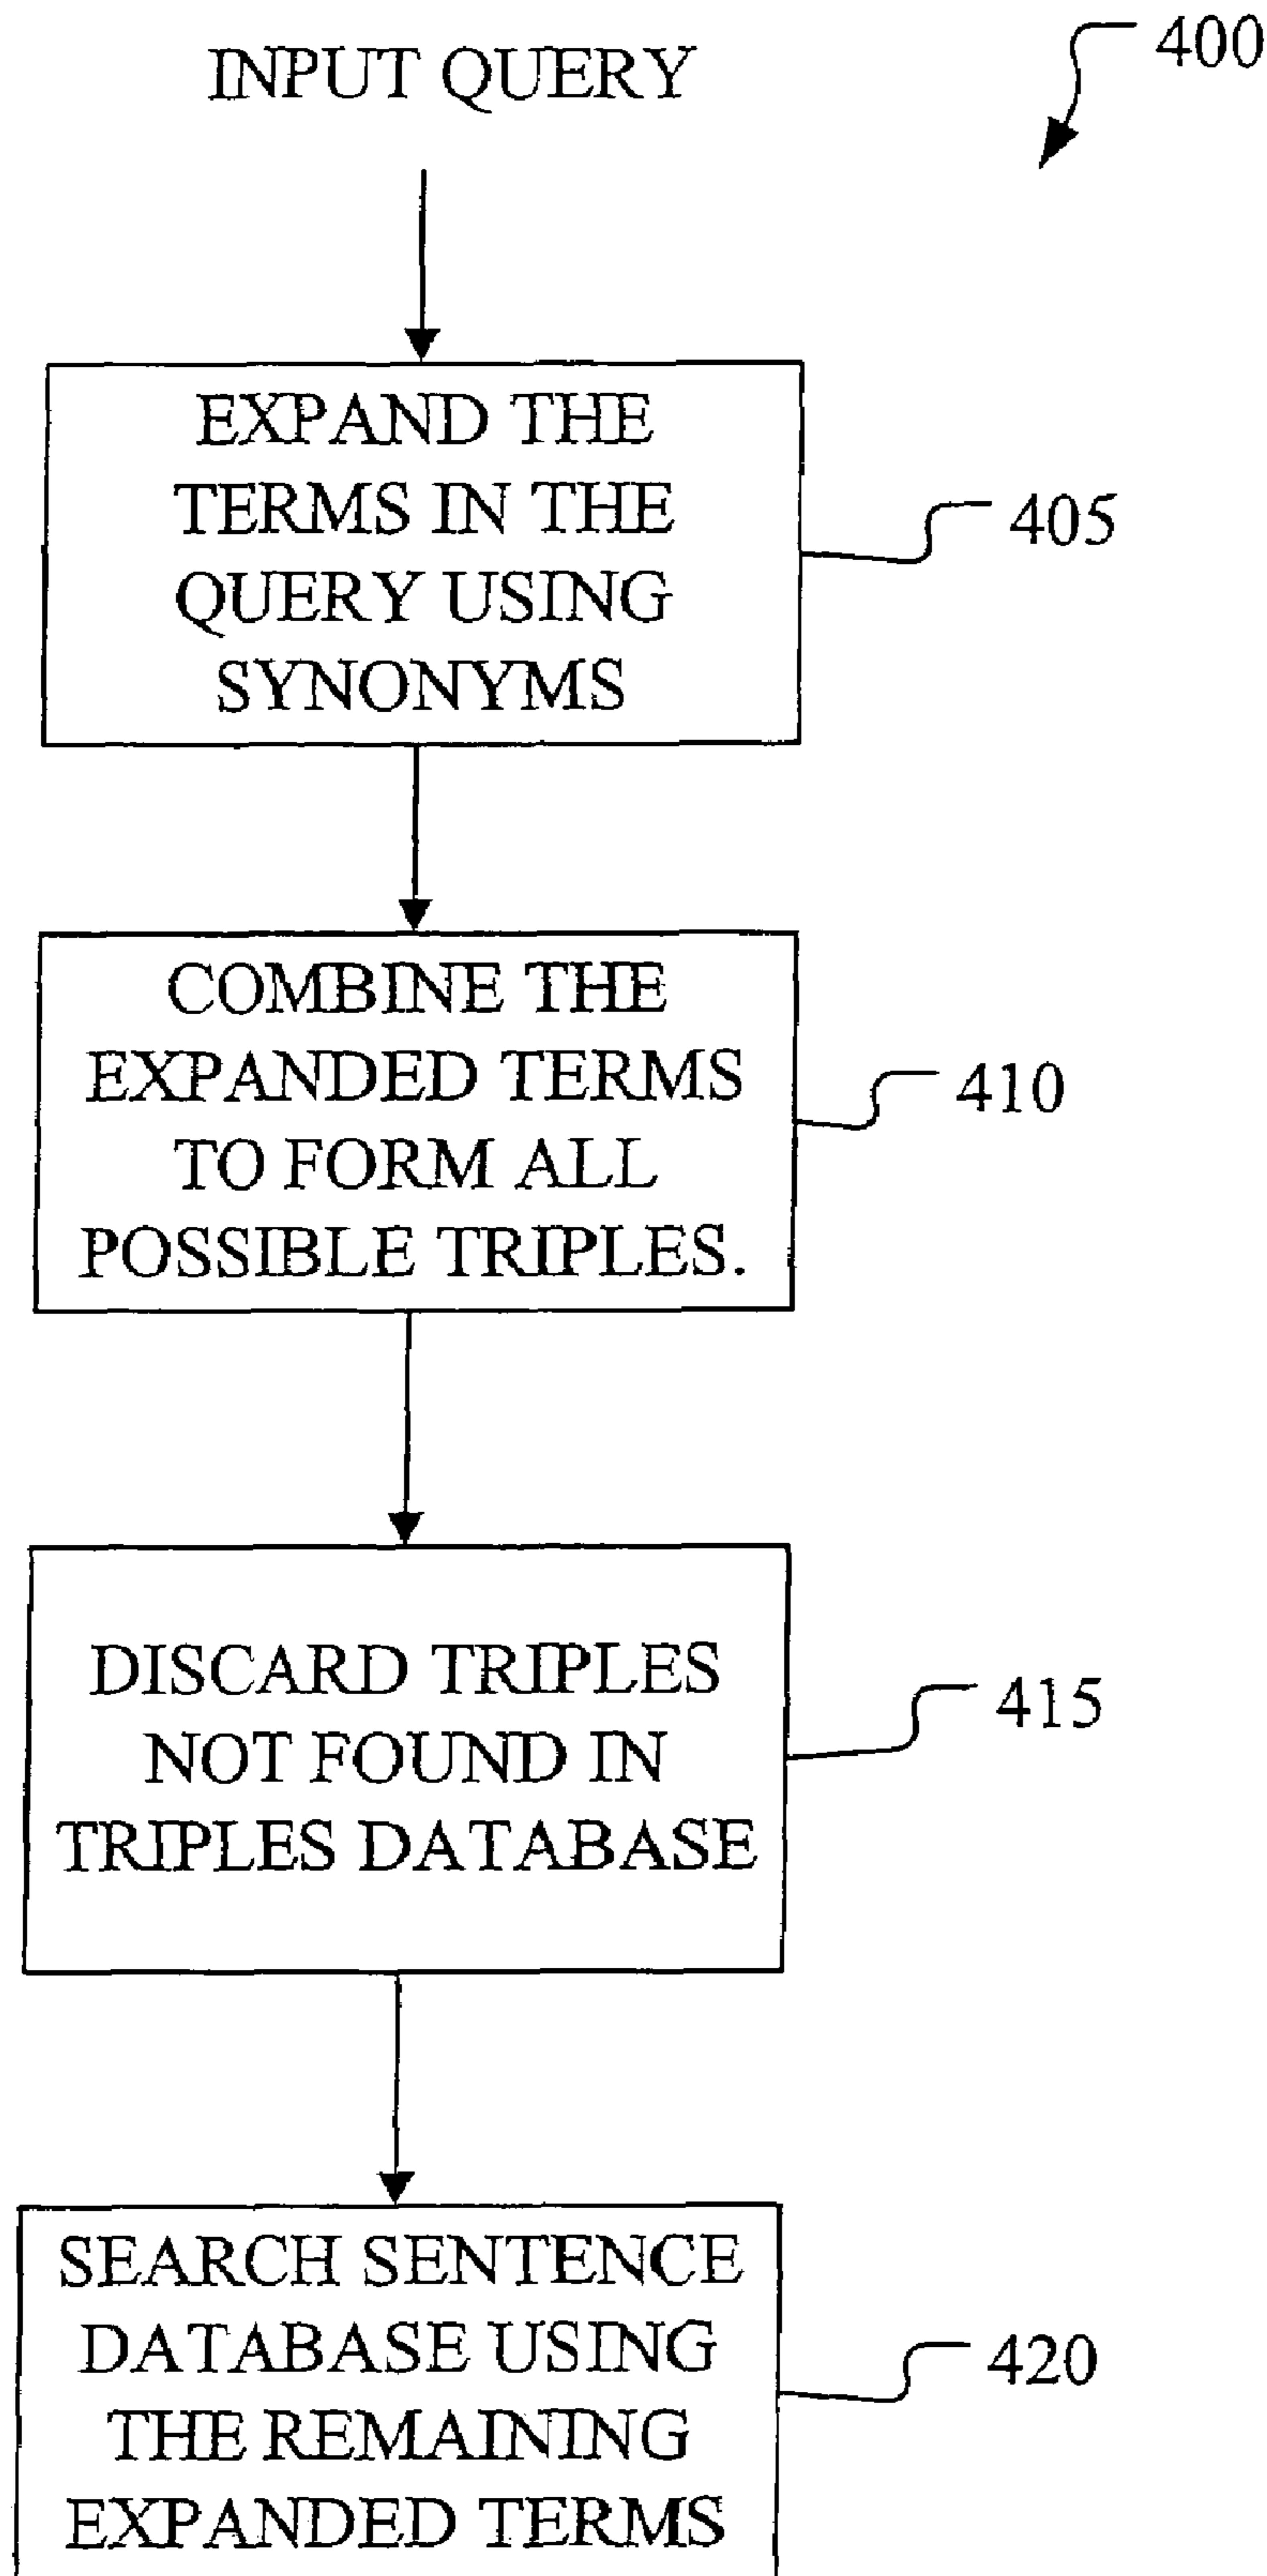 400
INPUT QUERY
EXPAND THE
TERMS IN THE
QUERY USING
SYNONYMS
405
COMBINE THE
EXPANDED TERMS
TO FORM ALL
POSSIBLE TRIPLES.
410
DISCARD TRIPLES
NOT FOUND IN
TRIPLES DATABASE
415
SEARCH SENTENCE
DATABASE USING
THE REMAINING
EXPANDED TERMS
420